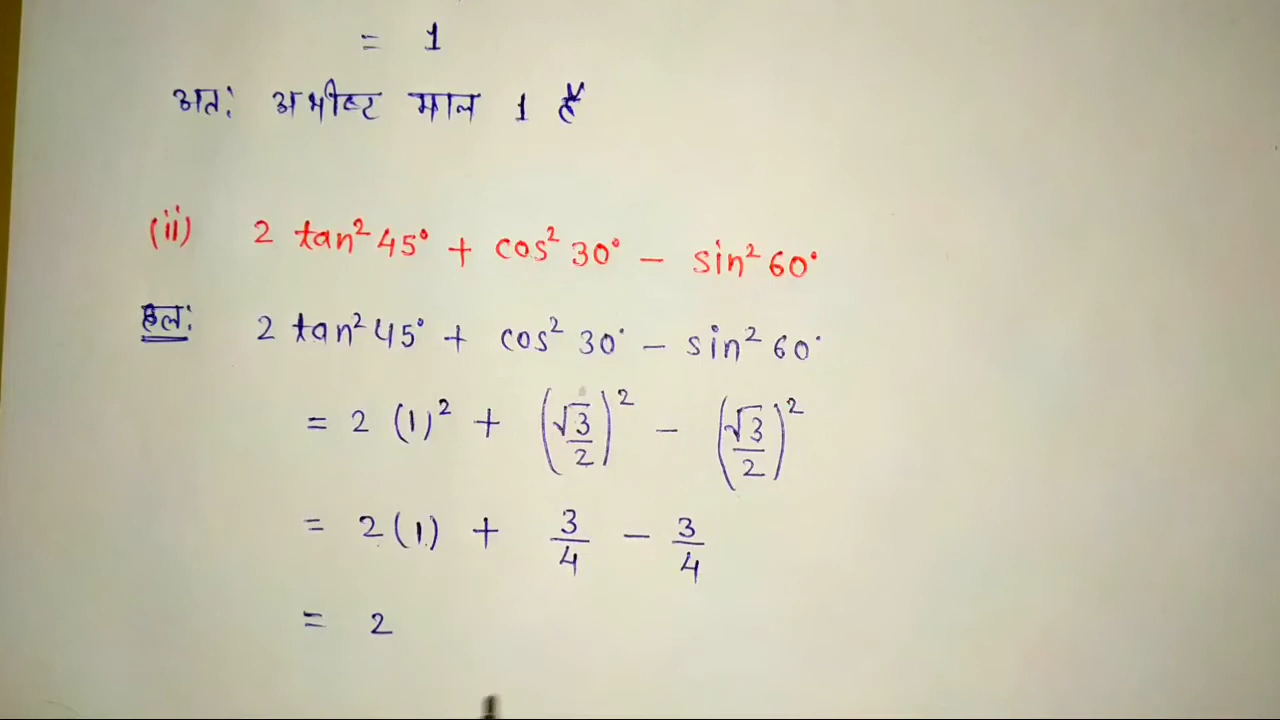 = 1
अतः अभीष्ट मान 1 है
(ii) 2 tan² 45° + cos² 30° - sin² 60°
हलः 2 tan² 45° + cos² 30° - sin² 60°
= 2 (1)² + (√3/2)² - (√3/2)²
= 2(1) + 3/4 - 3/4
= 2